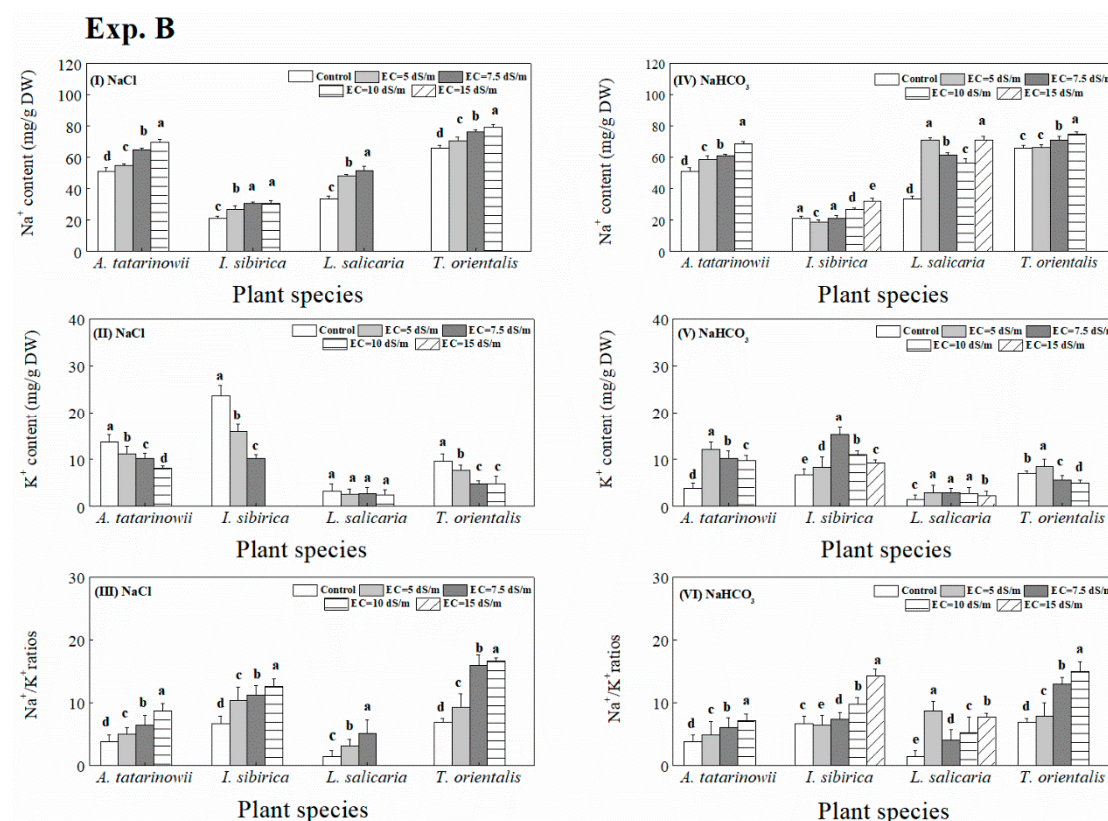 Exp. B
(I) NaCl
Control EC=5 dS/m EC=7.5 dS/m
EC=10 dS/m EC=15 dS/m
Na+ content (mg/g DW)
120
100
80
60
40
20
0
d c b a
b a a
c b a
d c b a
A. tatarinowii I. sibirica L. salicaria T. orientalis
Plant species
(IV) NaHCO3
Control EC=5 dS/m EC=7.5 dS/m
EC=10 dS/m EC=15 dS/m
Na+ content (mg/g DW)
120
100
80
60
40
20
0
d c b a
a c a d e
d a b c a
c c b a
A. tatarinowii I. sibirica L. salicaria T. orientalis
Plant species
(II) NaCl
Control EC=5 dS/m EC=7.5 dS/m
EC=10 dS/m EC=15 dS/m
K+ content (mg/g DW)
40
30
20
10
0
a b c d
a b c
a a a a
a b c c
A. tatarinowii I. sibirica L. salicaria T. orientalis
Plant species
(V) NaHCO3
Control EC=5 dS/m EC=7.5 dS/m
EC=10 dS/m EC=15 dS/m
K+ content (mg/g DW)
40
30
20
10
0
d a b c
e d a b c
c a a a b
b a c d
A. tatarinowii I. sibirica L. salicaria T. orientalis
Plant species
(III) NaCl
Control EC=5 dS/m EC=7.5 dS/m
EC=10 dS/m EC=15 dS/m
Na+/K+ratios
30
20
10
0
d c b a
d c b a
c b a
d c b a
A. tatarinowii I. sibirica L. salicaria T. orientalis
Plant species
(VI) NaHCO3
Control EC=5 dS/m EC=7.5 dS/m
EC=10 dS/m EC=15 dS/m
Na+/K+ratios
30
20
10
0
d c b a
c e d b a
e a d c b
d c b a
A. tatarinowii I. sibirica L. salicaria T. orientalis
Plant species